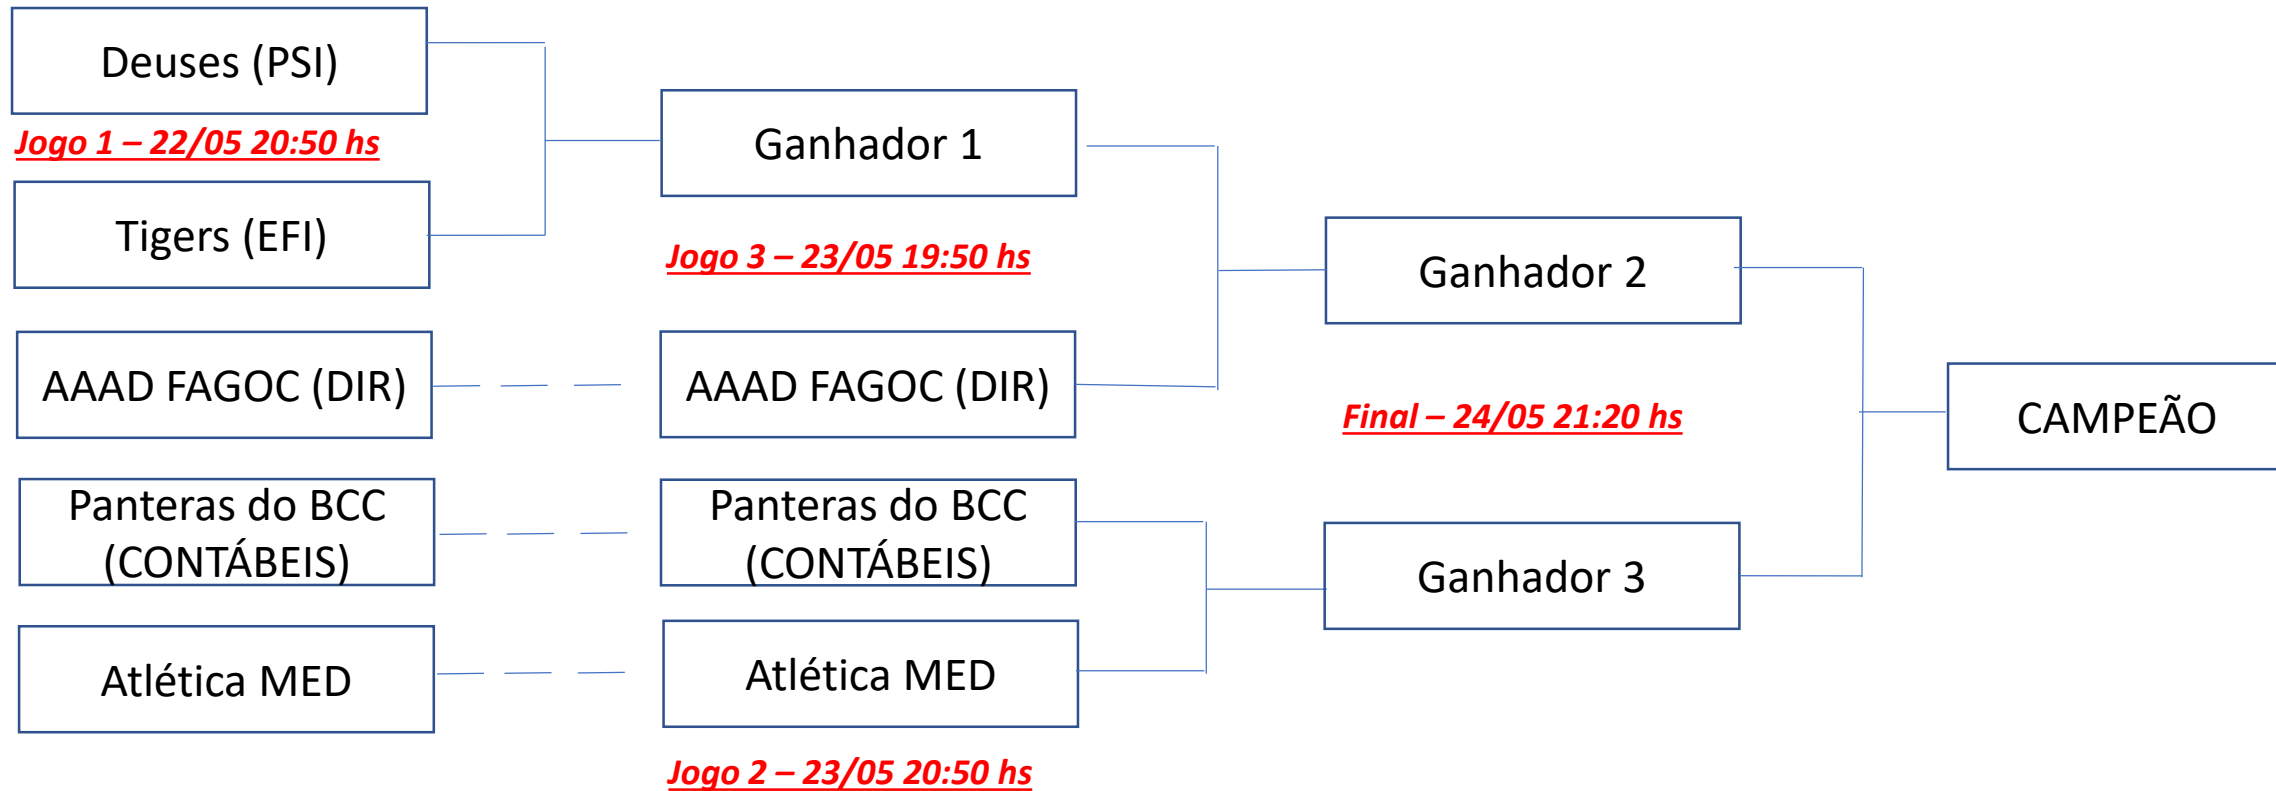 Deuses (PSI)
Jogo 1 – 22/05 20:50 hs
Tigers (EFI)
AAAD FAGOC (DIR)
Panteras do BCC
(CONTÁBEIS)
Atlética MED
Ganhador 1
Jogo 3 – 23/05 19:50 hs
AAAD FAGOC (DIR)
Panteras do BCC
(CONTÁBEIS)
Atlética MED
Jogo 2 – 23/05 20:50 hs
Ganhador 2
Final – 24/05 21:20 hs
Ganhador 3
CAMPEÃO